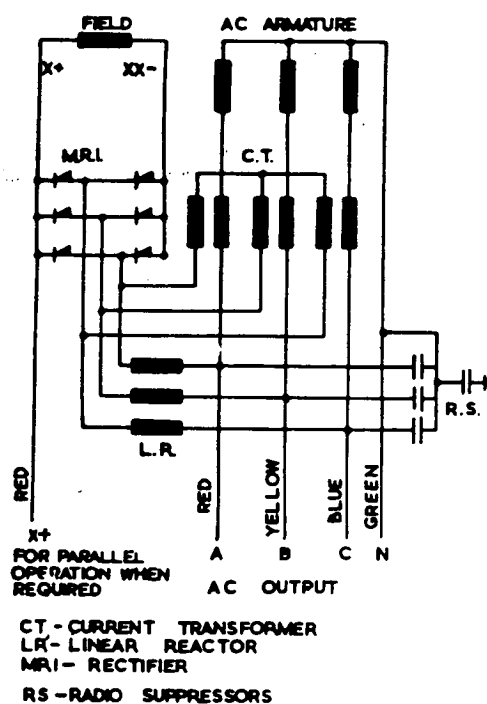 FIELD
AC ARMATURE
X+
XX-
M.R.I.
C.T.
L.R.
R.S.
RED
RED
YELLOW
BLUE
GREEN
X+
A B C N
FOR PARALLEL
OPERATION WHEN
REQUIRED
AC OUTPUT
CT - CURRENT TRANSFORMER
LR - LINEAR REACTOR
MRI - RECTIFIER
RS - RADIO SUPPRESSORS